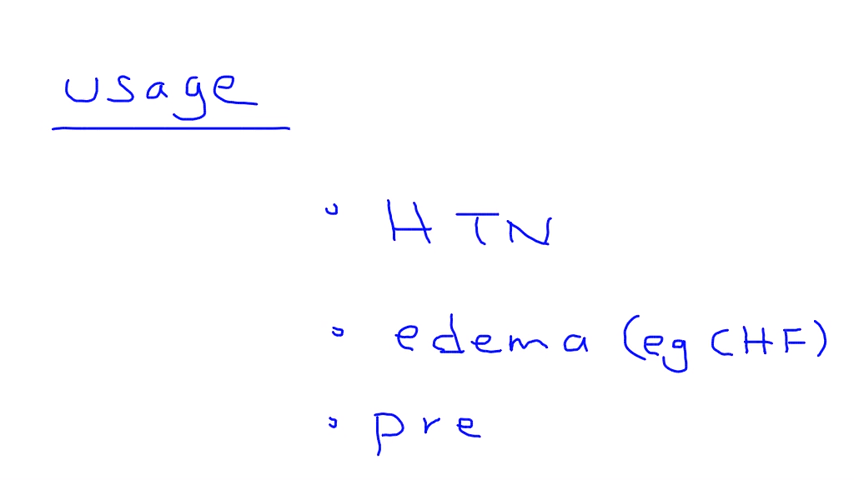 usage
• HTN
• edema (eg CHF)
• pre